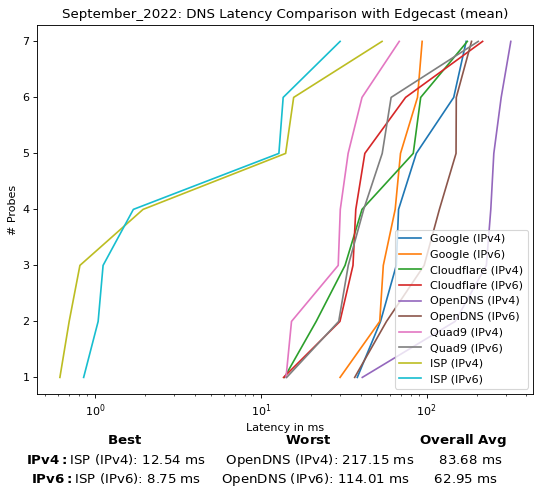 September_2022: DNS Latency Comparison with Edgecast (mean)
7
6
5
4
3
2
1
# Probes
10^0 10^1 10^2
Latency in ms
Google (IPv4)
Google (IPv6)
Cloudflare (IPv4)
Cloudflare (IPv6)
OpenDNS (IPv4)
OpenDNS (IPv6)
Quad9 (IPv4)
Quad9 (IPv6)
ISP (IPv4)
ISP (IPv6)
Best Worst Overall Avg
IPv4: ISP (IPv4): 12.54 ms OpenDNS (IPv4): 217.15 ms 83.68 ms
IPv6: ISP (IPv6): 8.75 ms OpenDNS (IPv6): 114.01 ms 62.95 ms